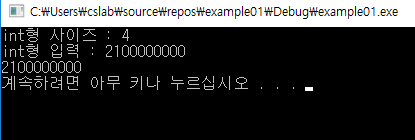 C:₩Users₩cslab₩source₩repos₩example01₩Debug₩example01.exe
int형 사이즈 : 4
int형 입력 : 2100000000
2100000000
계속하려면 아무 키나 누르십시오 . . .